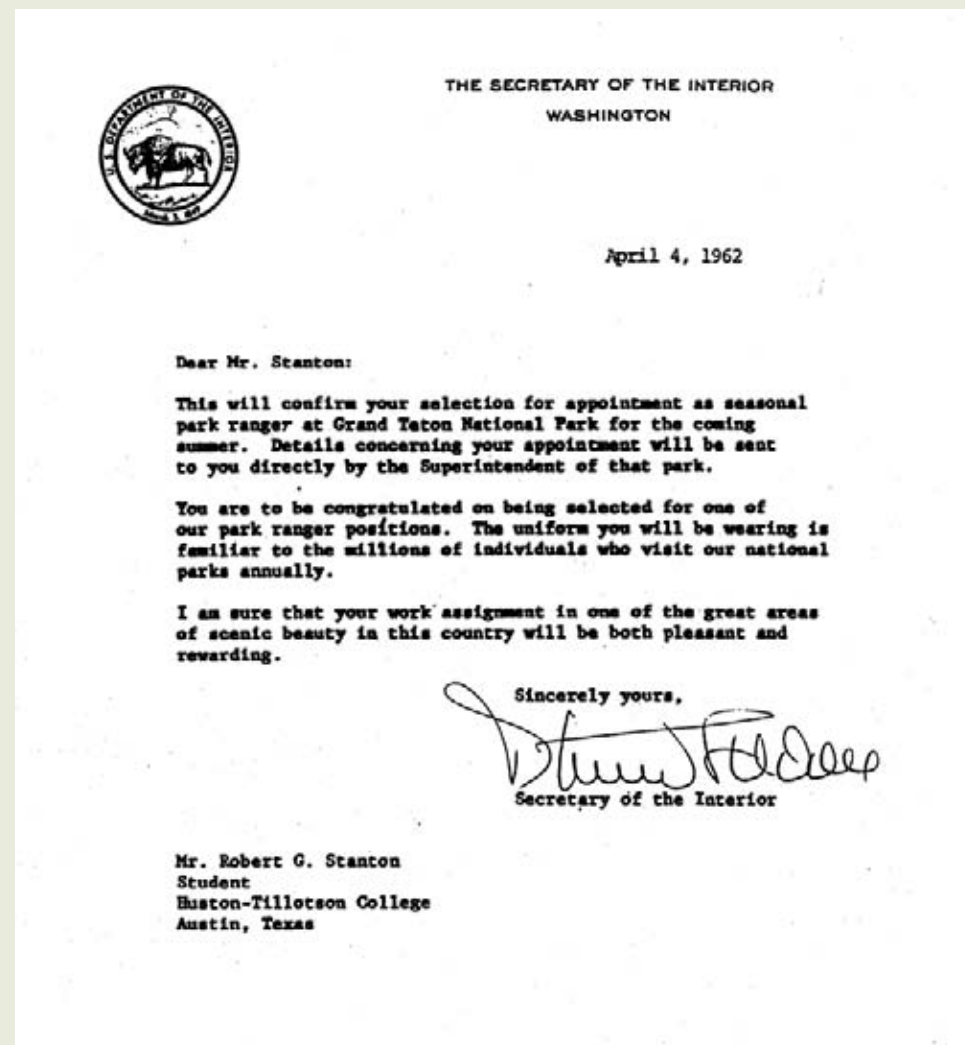 THE SECRETARY OF THE INTERIOR
WASHINGTON
U. S. DEPARTMENT OF THE INTERIOR
March 3, 1849
April 4, 1962
Dear Mr. Stanton:
This will confirm your selection for appointment as seasonal
park ranger at Grand Teton National Park for the coming
summer. Details concerning your appointment will be sent
to you directly by the Superintendent of that park.
You are to be congratulated on being selected for one of
our park ranger positions. The uniform you will be wearing is
familiar to the millions of individuals who visit our national
parks annually.
I am sure that your work assignment in one of the great areas
of scenic beauty in this country will be both pleasant and
rewarding.
Sincerely yours,
Secretary of the Interior
Mr. Robert G. Stanton
Student
Huston-Tillotson College
Austin, Texas